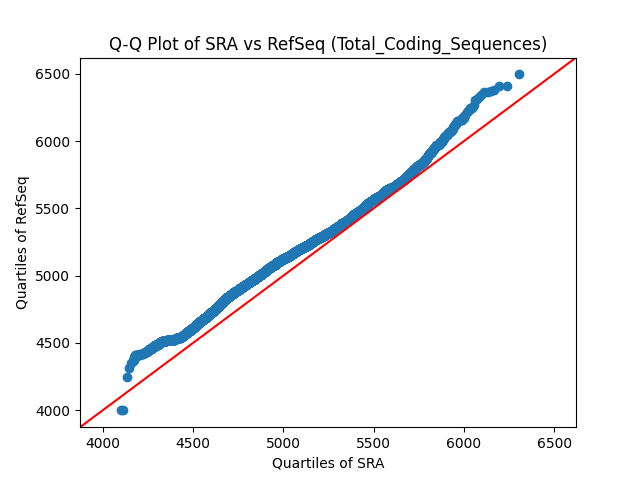 Q-Q Plot of SRA vs RefSeq (Total_Coding_Sequences)
Quartiles of RefSeq
6500
6000
5500
5000
4500
4000
4000 4500 5000 5500 6000 6500
Quartiles of SRA